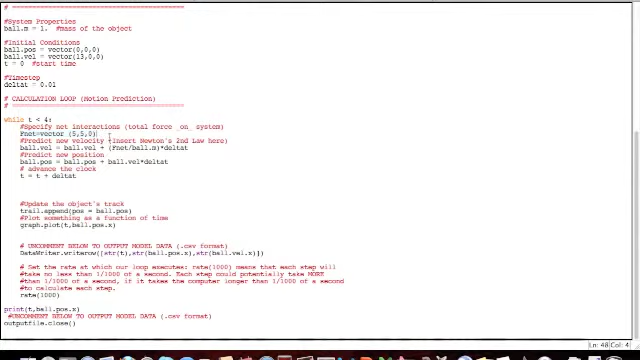 # =========================================
#System Properties
ball.m = 1.  #mass of the object
#Initial Conditions
ball.pos = vector(0,0,0)
ball.vel = vector(13,0,0)
t = 0  #start time
#Timestep
deltat = 0.01
# CALCULATION LOOP (Motion Prediction)
# =========================================
while t < 4:
#Specify net interactions (total force _on_ system)
Fnet=vector (5,5,0)
#Predict new velocity (Insert Newton's 2nd Law here)
ball.vel = ball.vel + (Fnet/ball.m)*deltat
#Predict new position
ball.pos = ball.pos + ball.vel*deltat
# advance the clock
t = t + deltat
#Update the object's track
trail.append(pos = ball.pos)
#Plot something as a function of time
graph.plot(t,ball.pos.x)
# UNCOMMENT BELOW TO OUTPUT MODEL DATA (.csv format)
DataWriter.writerow([str(t),str(ball.pos.x),str(ball.vel.x)])
# Set the rate at which our loop executes: rate(1000) means that each step will
#take no less than 1/1000 of a second. Each step could potentially take MORE
#than 1/1000 of a second, if it takes the computer longer than 1/1000 of a second
#to calculate each step.
rate(1000)
print(t,ball.pos.x)
#UNCOMMENT BELOW TO OUTPUT MODEL DATA (.csv format)
outputfile.close()
Ln: 48 Col: 4